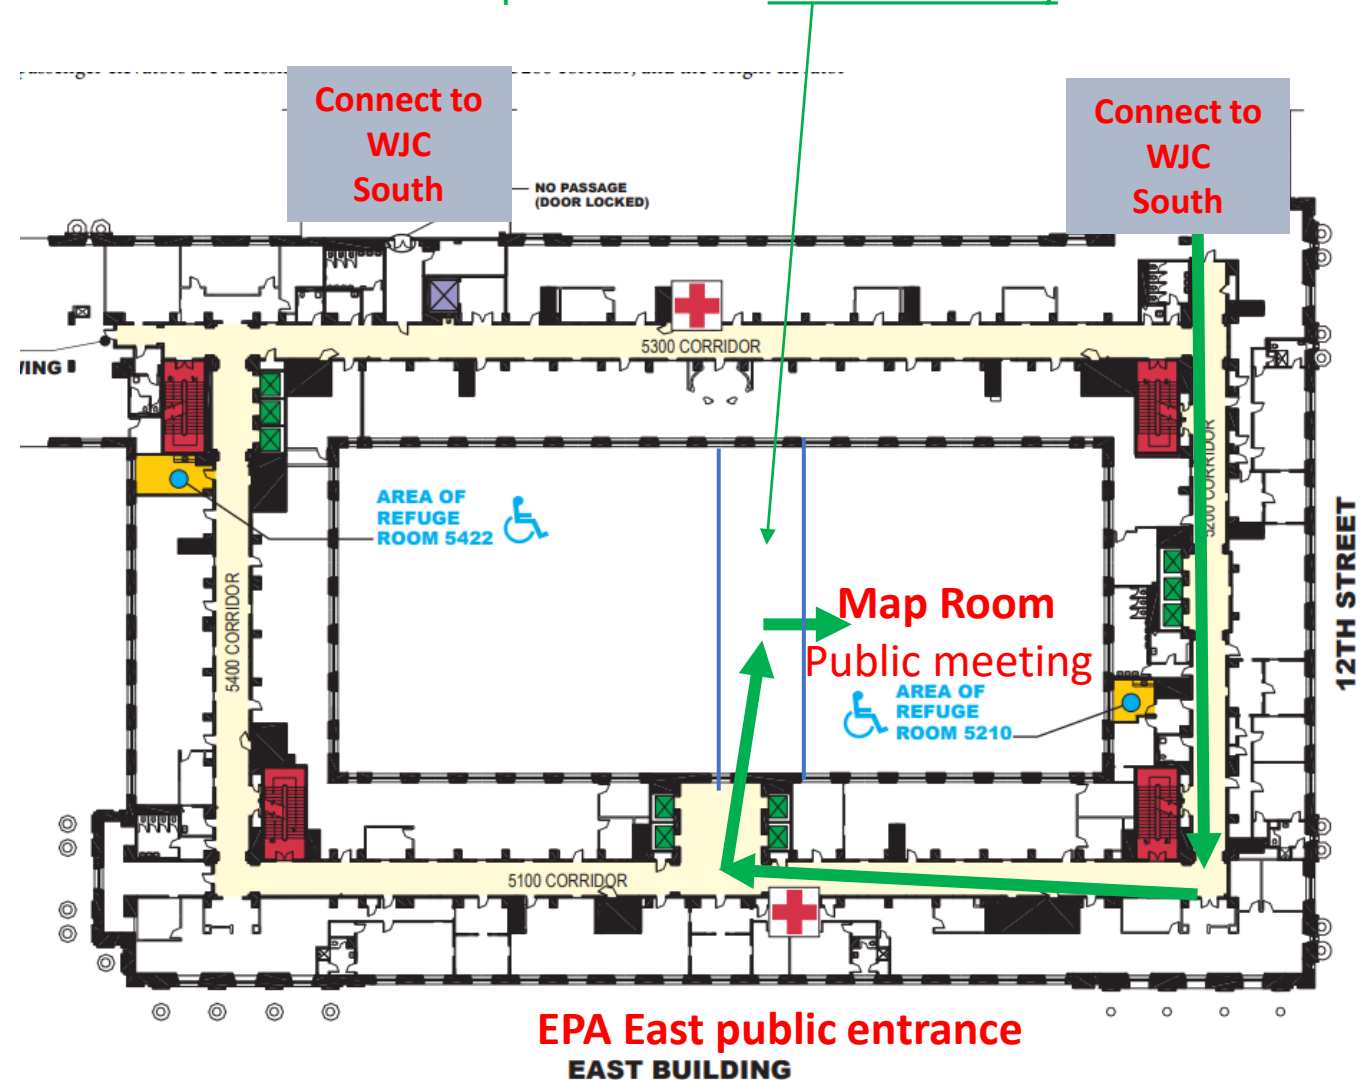 Connect to
WJC
South
Connect to
WJC
South
NO PASSAGE
(DOOR LOCKED)
5300 CORRIDOR
5200 CORRIDOR
AREA OF
REFUGE
ROOM 5422
12TH STREET
Map Room
Public meeting
5400 CORRIDOR
AREA OF
REFUGE
ROOM 5210
5100 CORRIDOR
EPA East public entrance
EAST BUILDING